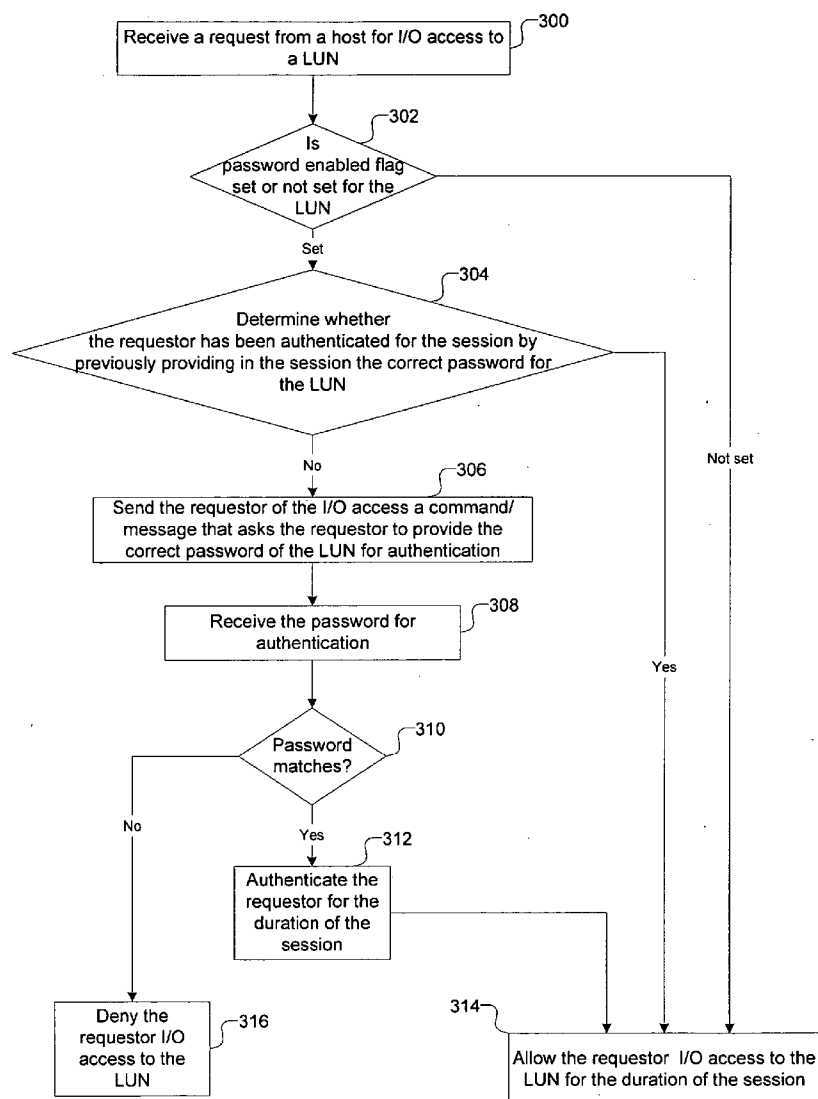 Receive a request from a host for I/O access to
a LUN
300
302
Is
password enabled flag
set or not set for the
LUN
Set
304
Determine whether
the requestor has been authenticated for the session by
previously providing in the session the correct password for
the LUN
No
Not set
306
Send the requestor of the I/O access a command/
message that asks the requestor to provide the
correct password of the LUN for authentication
308
Receive the password for
authentication
Yes
310
Password
matches?
No
Yes
312
Authenticate the
requestor for the
duration of the
session
Deny the
requestor I/O
access to the
LUN
316
314
Allow the requestor I/O access to the
LUN for the duration of the session